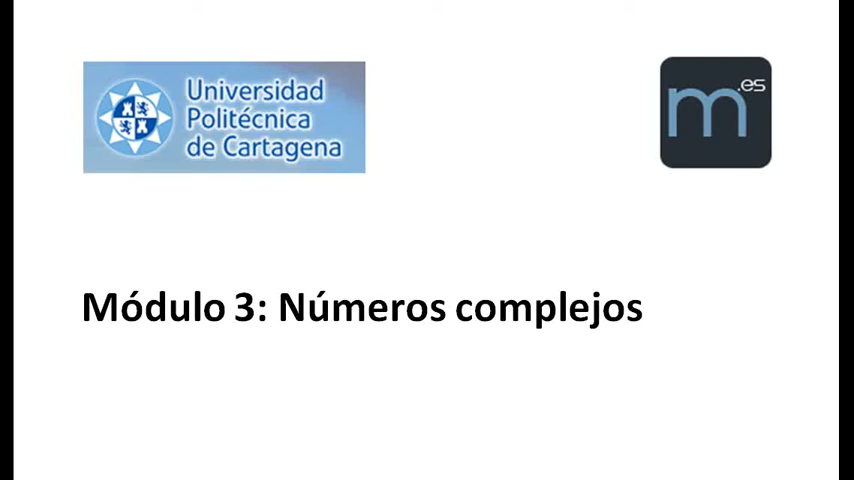 Universidad
Politécnica
de Cartagena
m.es
Módulo 3: Números complejos